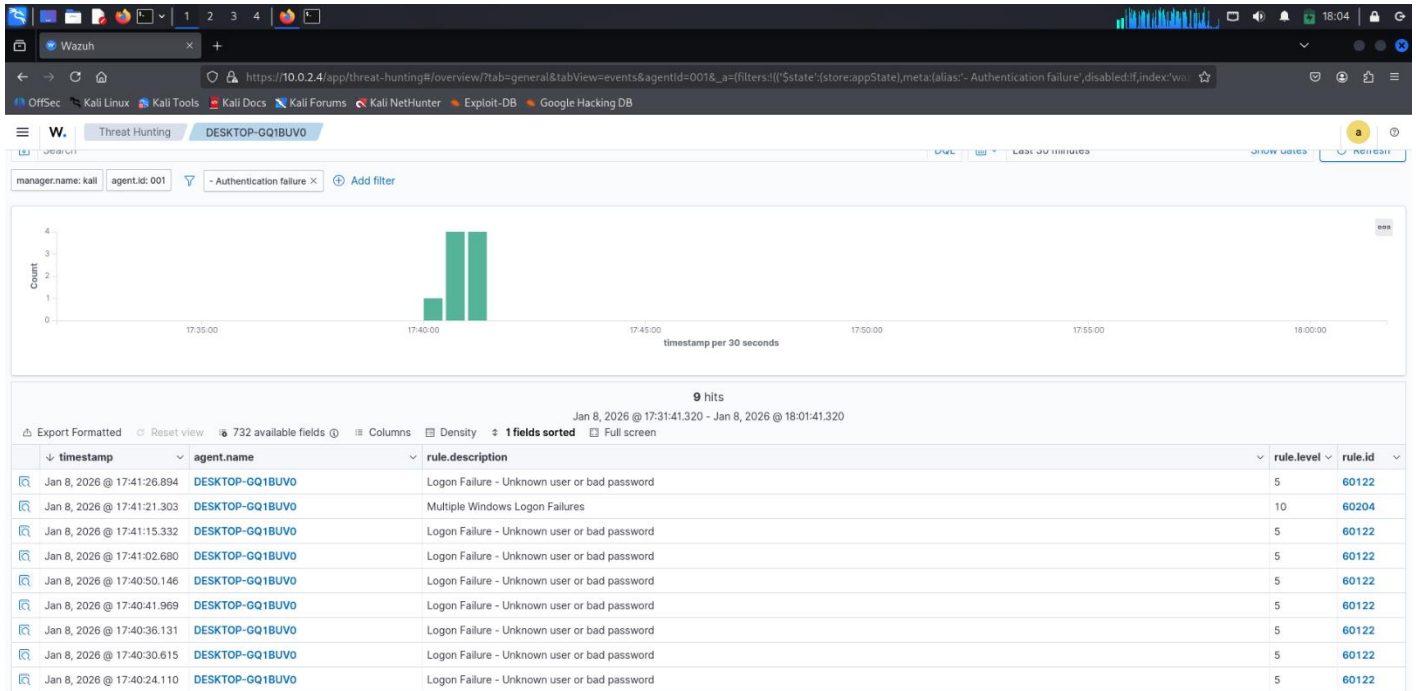 1 2 3 4 18:04
Wazuh
https://10.0.2.4/app/threat-hunting#/overview/?tab=general&tabView=events&agentId=001&_a=(filters:!(('$state':(store:appState),meta:(alias:'- Authentication failure',disabled:!f,index:'wa
OffSec Kali Linux Kali Tools Kali Docs Kali Forums Kali NetHunter Exploit-DB Google Hacking DB
W. Threat Hunting DESKTOP-GQ1BUV0 a
Search DQL Last 30 minutes Show dates Refresh
manager.name: kali agent.id: 001 - Authentication failure × Add filter
4
3
2
1
0
Count
17:35:00 17:40:00 17:45:00 17:50:00 17:55:00 18:00:00
timestamp per 30 seconds
9 hits
Jan 8, 2026 @ 17:31:41.320 - Jan 8, 2026 @ 18:01:41.320
Export Formatted Reset view 732 available fields Columns Density 1 fields sorted Full screen
timestamp agent.name rule.description rule.level rule.id
Jan 8, 2026 @ 17:41:26.894 DESKTOP-GQ1BUV0 Logon Failure - Unknown user or bad password 5 60122
Jan 8, 2026 @ 17:41:21.303 DESKTOP-GQ1BUV0 Multiple Windows Logon Failures 10 60204
Jan 8, 2026 @ 17:41:15.332 DESKTOP-GQ1BUV0 Logon Failure - Unknown user or bad password 5 60122
Jan 8, 2026 @ 17:41:02.680 DESKTOP-GQ1BUV0 Logon Failure - Unknown user or bad password 5 60122
Jan 8, 2026 @ 17:40:50.146 DESKTOP-GQ1BUV0 Logon Failure - Unknown user or bad password 5 60122
Jan 8, 2026 @ 17:40:41.969 DESKTOP-GQ1BUV0 Logon Failure - Unknown user or bad password 5 60122
Jan 8, 2026 @ 17:40:36.131 DESKTOP-GQ1BUV0 Logon Failure - Unknown user or bad password 5 60122
Jan 8, 2026 @ 17:40:30.615 DESKTOP-GQ1BUV0 Logon Failure - Unknown user or bad password 5 60122
Jan 8, 2026 @ 17:40:24.110 DESKTOP-GQ1BUV0 Logon Failure - Unknown user or bad password 5 60122